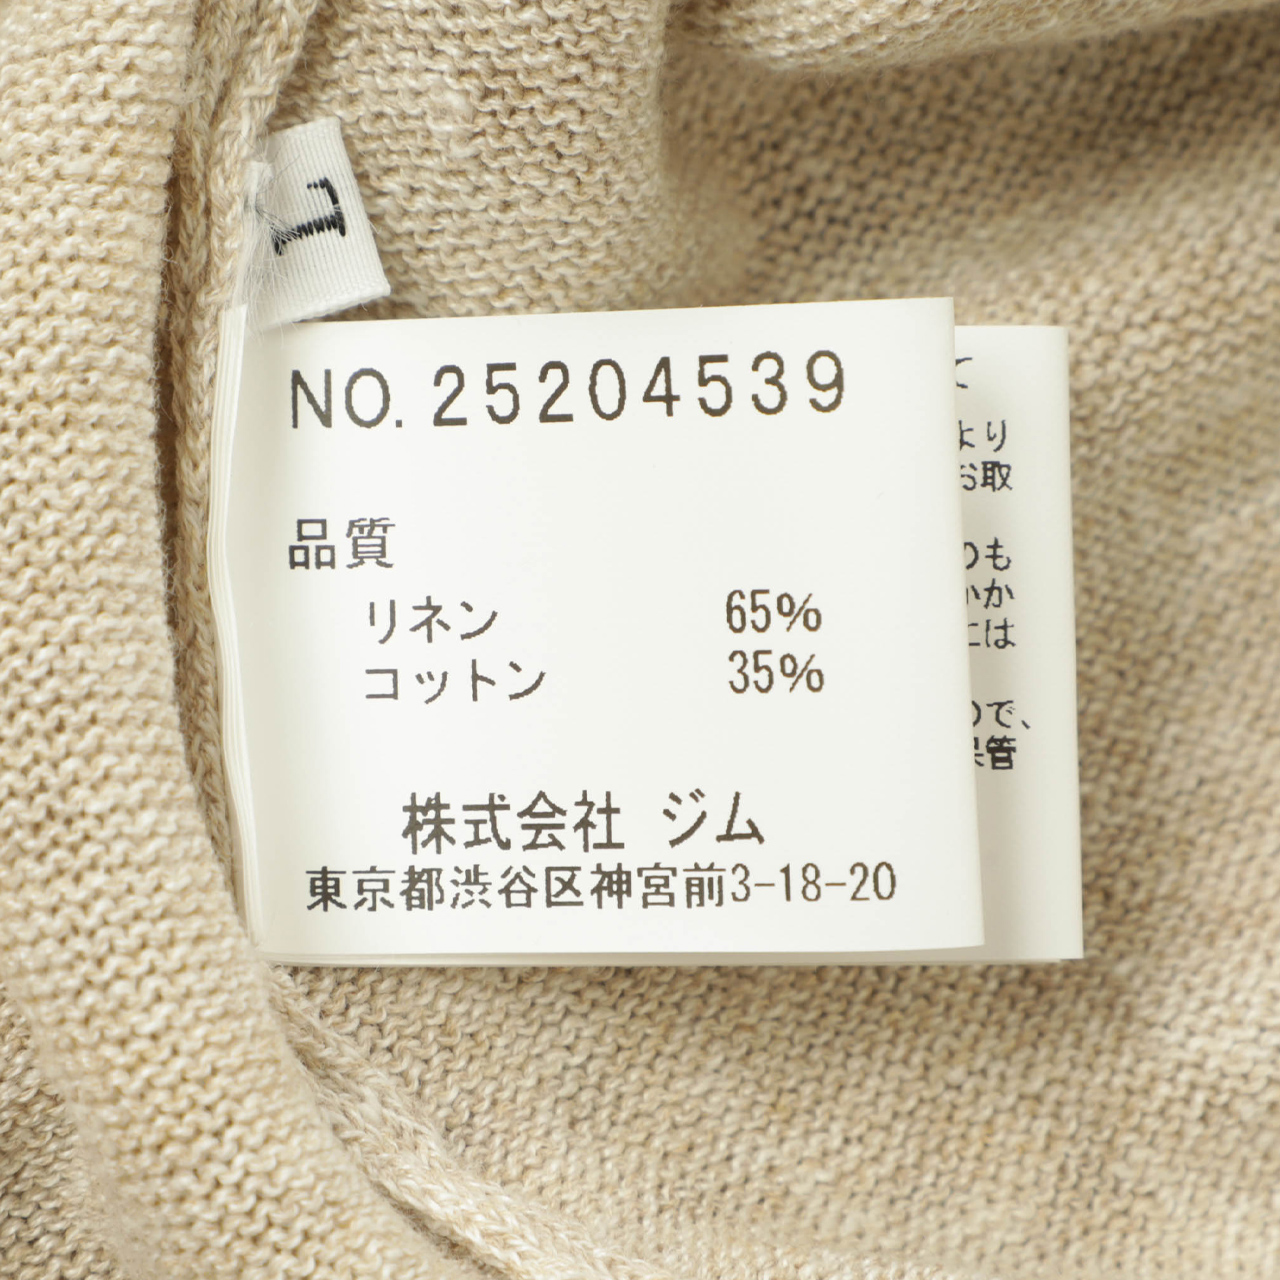 L
NO. 25204539
品質
リネン 65%
コットン 35%
株式会社 ジム
東京都渋谷区神宮前3-18-20
て
より
お取
のも
かか
には
ので、
保管